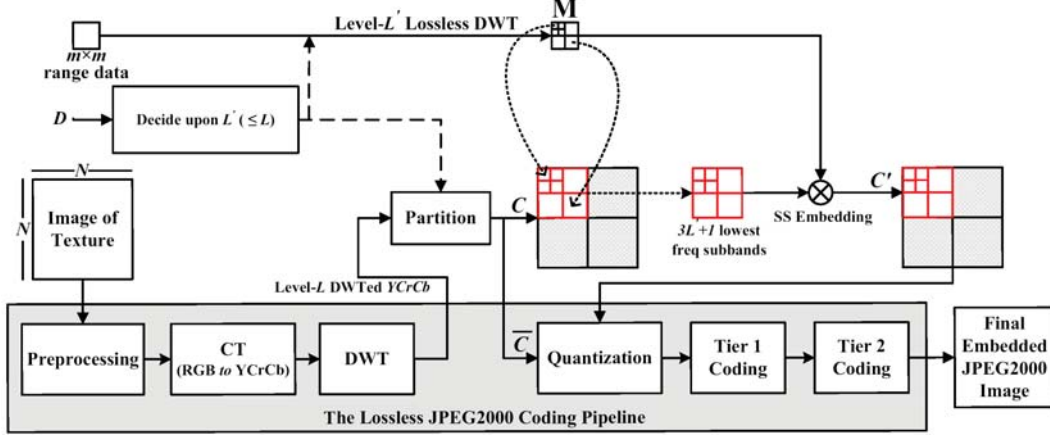 M
Level-L' Lossless DWT
m×m
range data
D
Decide upon L' (≤ L)
N
N
Image of
Texture
Partition
C
3L'+1 lowest
freq subbands
SS Embedding
C'
Level-L DWTed YCrCb
C̅
Preprocessing
CT
(RGB to YCrCb)
DWT
Quantization
Tier 1
Coding
Tier 2
Coding
Final
Embedded
JPEG2000
Image
The Lossless JPEG2000 Coding Pipeline